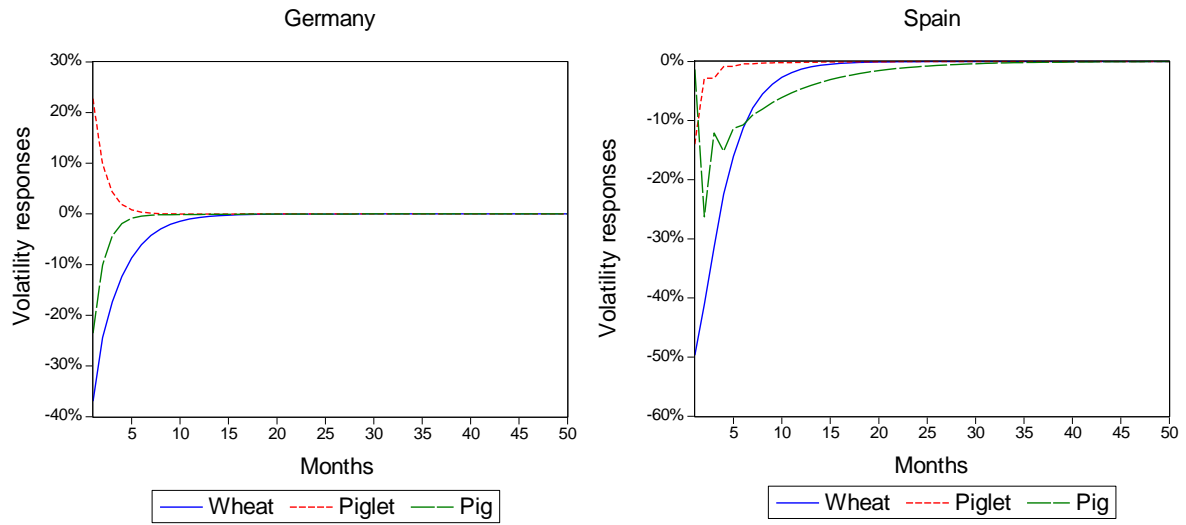 Germany
30%
20%
10%
0%
-10%
-20%
-30%
-40%
Volatility responses
5 10 15 20 25 30 35 40 45 50
Months
Wheat Piglet Pig
Spain
0%
-10%
-20%
-30%
-40%
-50%
-60%
Volatility responses
5 10 15 20 25 30 35 40 45 50
Months
Wheat Piglet Pig